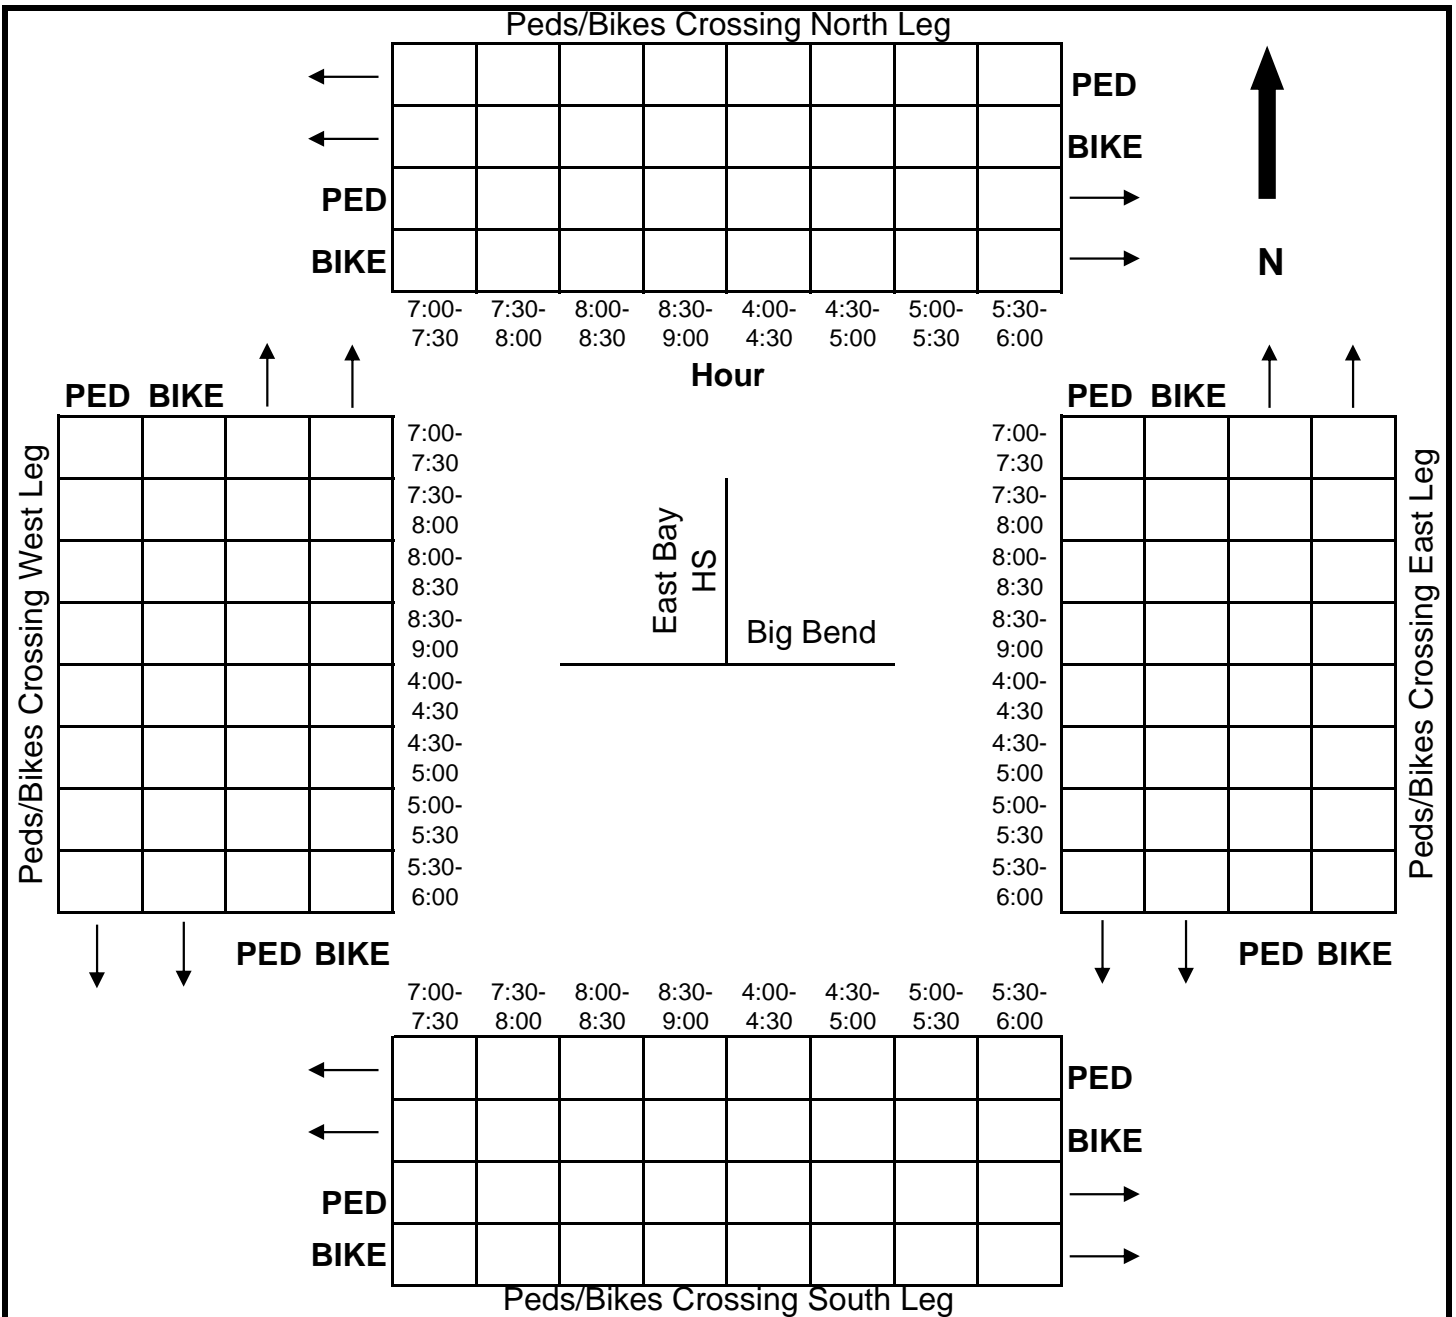 Peds/Bikes Crossing North Leg
PED
BIKE
PED
BIKE
N
7:00- 7:30- 8:00- 8:30- 4:00- 4:30- 5:00- 5:30-
7:30 8:00 8:30 9:00 4:30 5:00 5:30 6:00
Hour
PED BIKE
Peds/Bikes Crossing West Leg
7:00-
7:30
7:30-
8:00
8:00-
8:30
8:30-
9:00
4:00-
4:30
4:30-
5:00
5:00-
5:30
5:30-
6:00
PED BIKE
East Bay
HS
Big Bend
PED BIKE
7:00-
7:30
7:30-
8:00
8:00-
8:30
8:30-
9:00
4:00-
4:30
4:30-
5:00
5:00-
5:30
5:30-
6:00
Peds/Bikes Crossing East Leg
PED BIKE
7:00- 7:30- 8:00- 8:30- 4:00- 4:30- 5:00- 5:30-
7:30 8:00 8:30 9:00 4:30 5:00 5:30 6:00
PED
BIKE
PED
BIKE
Peds/Bikes Crossing South Leg